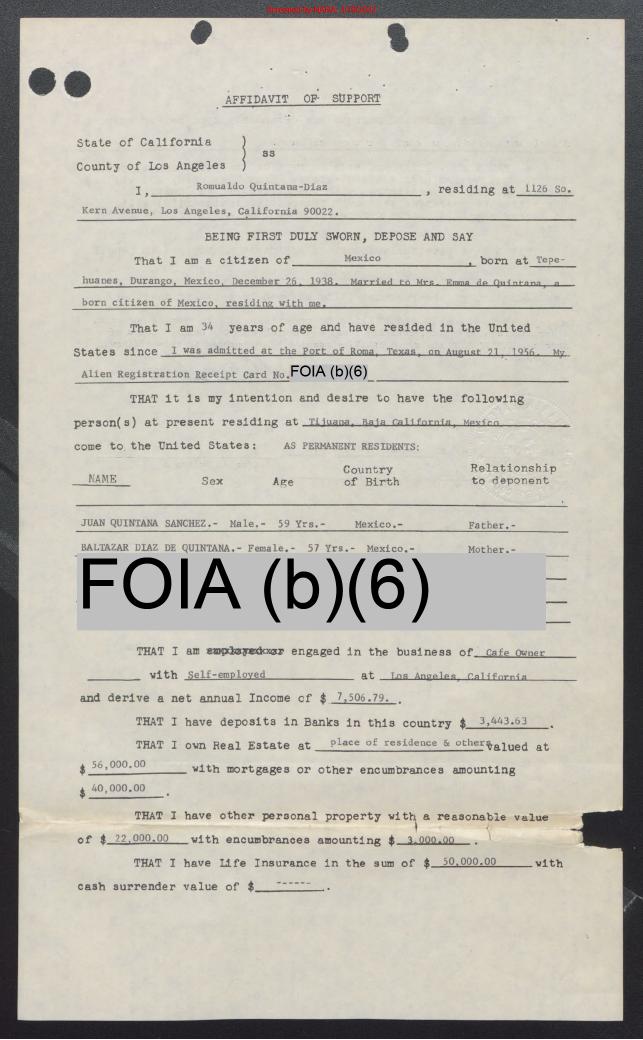 AFFIDAVIT OF SUPPORT
State of California )
) ss
County of Los Angeles )
I, Romualdo Quintana-Diaz , residing at 1126 So.
Kern Avenue, Los Angeles, California 90022.
BEING FIRST DULY SWORN, DEPOSE AND SAY
That I am a citizen of Mexico , born at Tepe-
huanes, Durango, Mexico, December 26, 1938. Married to Mrs. Emma de Quintana, a
born citizen of Mexico, residing with me.
That I am 34 years of age and have resided in the United
States since I was admitted at the Port of Roma, Texas, on August 21, 1956. My
Alien Registration Receipt Card No. FOIA (b)(6)
THAT it is my intention and desire to have the following
person(s) at present residing at Tijuana, Baja California, Mexico
come to the United States: AS PERMANENT RESIDENTS:
NAME Sex Age Country of Birth Relationship to deponent
JUAN QUINTANA SANCHEZ.- Male.- 59 Yrs.- Mexico.- Father.-
BALTAZAR DIAZ DE QUINTANA.- Female.- 57 Yrs.- Mexico.- Mother.-
FOIA (b)(6)
THAT I am employed or engaged in the business of Cafe Owner
with Self-employed at Los Angeles, California
and derive a net annual Income of $ 7,506.79. .
THAT I have deposits in Banks in this country $ 3,443.63 .
THAT I own Real Estate at place of residence & other valued at
$ 56,000.00 with mortgages or other encumbrances amounting
$ 40,000.00 .
THAT I have other personal property with a reasonable value
of $ 22,000.00 with encumbrances amounting $ 3,000.00 .
THAT I have Life Insurance in the sum of $ 50,000.00 with
cash surrender value of $ ------ .